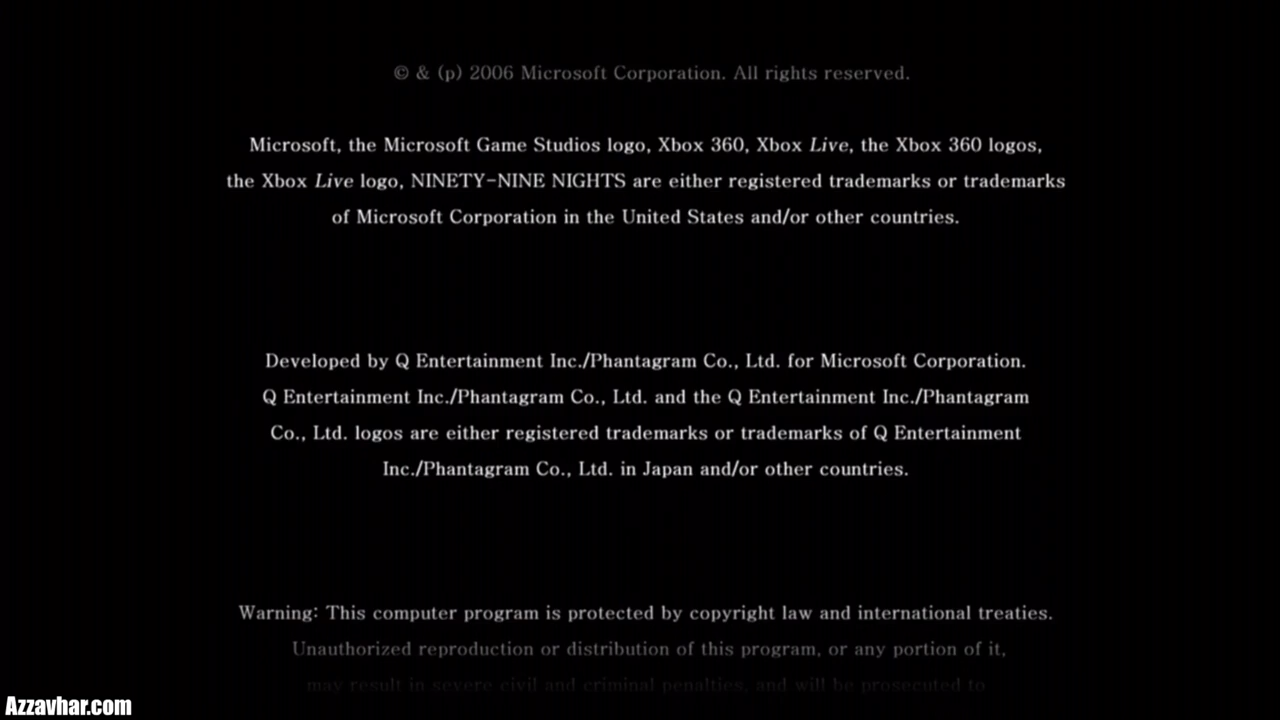 © & (p) 2006 Microsoft Corporation. All rights reserved.
Microsoft, the Microsoft Game Studios logo, Xbox 360, Xbox Live, the Xbox 360 logos,
the Xbox Live logo, NINETY-NINE NIGHTS are either registered trademarks or trademarks
of Microsoft Corporation in the United States and/or other countries.
Developed by Q Entertainment Inc./Phantagram Co., Ltd. for Microsoft Corporation.
Q Entertainment Inc./Phantagram Co., Ltd. and the Q Entertainment Inc./Phantagram
Co., Ltd. logos are either registered trademarks or trademarks of Q Entertainment
Inc./Phantagram Co., Ltd. in Japan and/or other countries.
Warning: This computer program is protected by copyright law and international treaties.
Unauthorized reproduction or distribution of this program, or any portion of it,
may result in severe civil and criminal penalties, and will be prosecuted to
Azzavhar.com